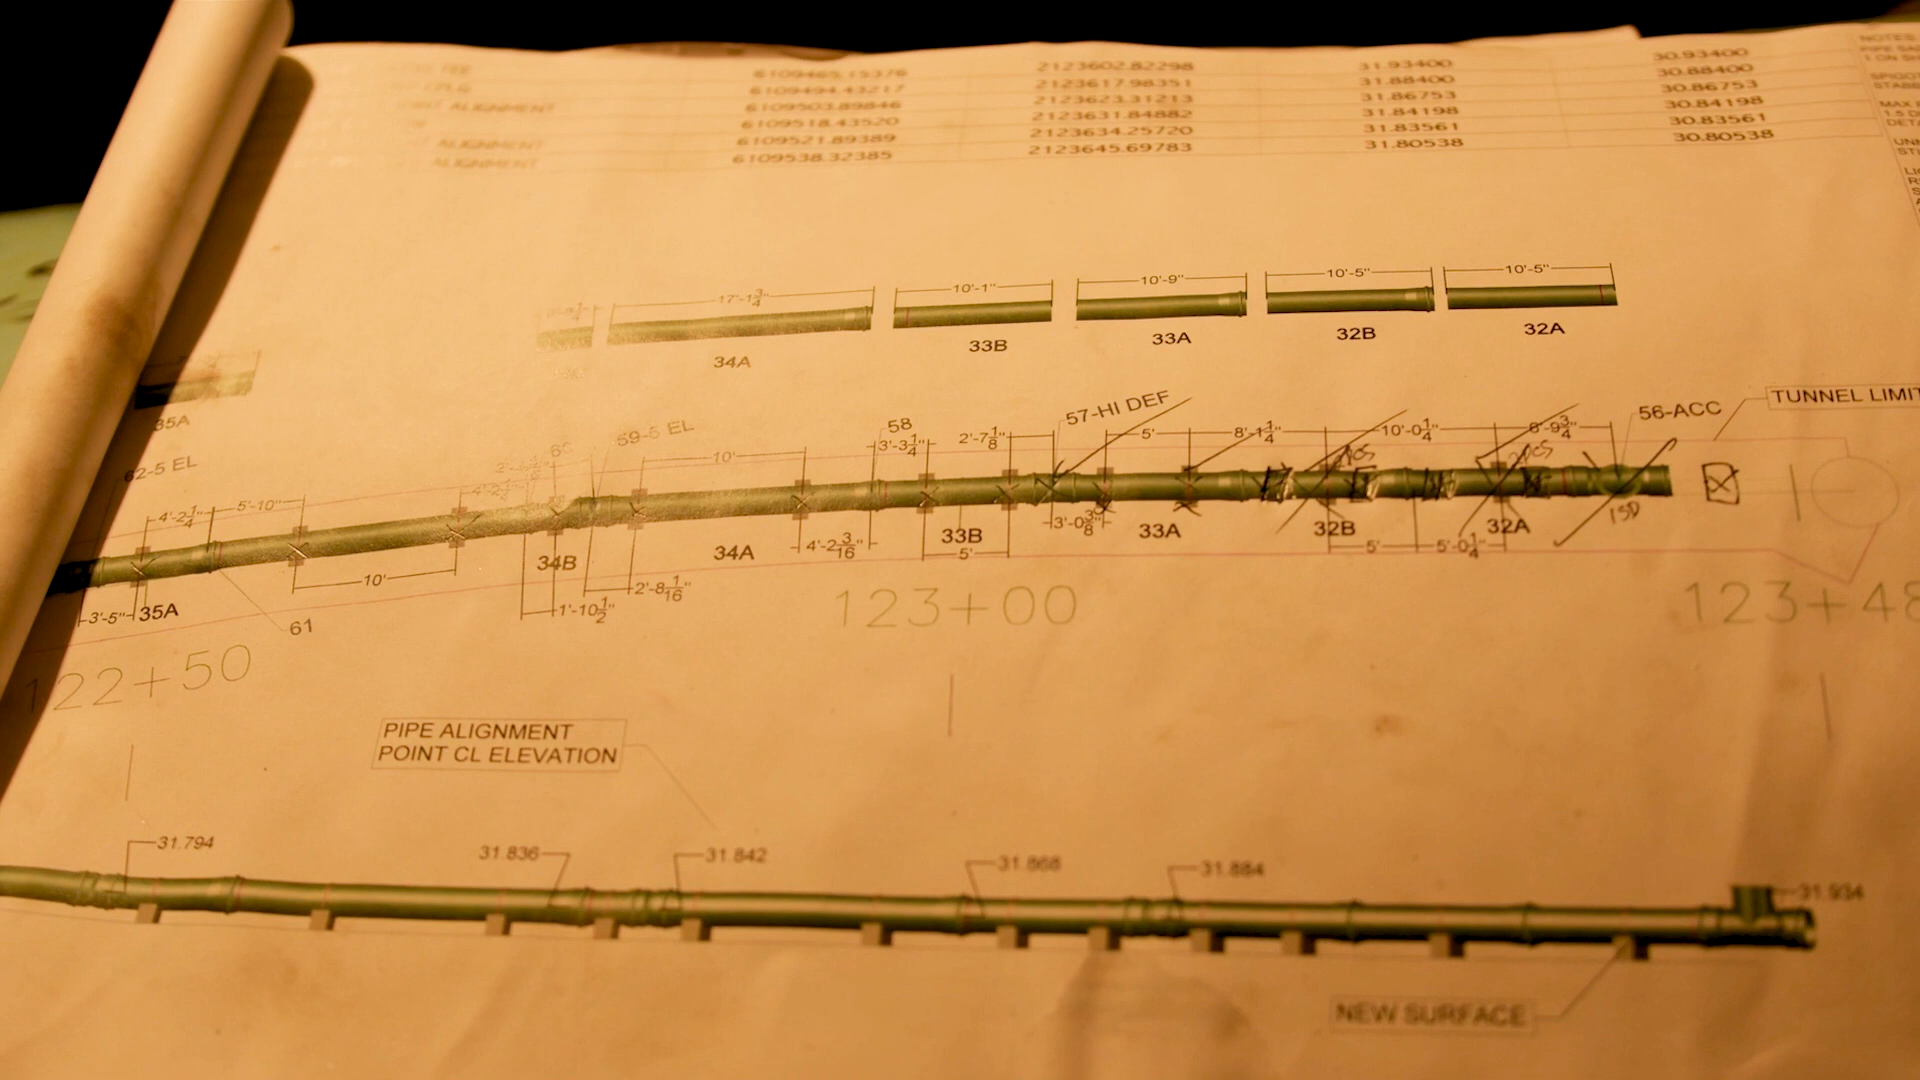 6109465.15376 2123602.82298 31.93400 30.93400
6109494.43217 2123617.98351 31.88400 30.88400
ALIGNMENT 6109503.89846 2123623.31213 31.86753 30.86753
6109518.43520 2123631.84882 31.84198 30.84198
ALIGNMENT 6109521.89389 2123634.25720 31.83561 30.83561
ALIGNMENT 6109538.32385 2123645.69783 31.80538 30.80538
NOTES
17'-1 3/4" 10'-1" 10'-9" 10'-5" 10'-5"
34A 33B 33A 32B 32A
35A
TUNNEL LIMIT
62-5 EL 59-5 EL 58 57-HI DEF 56-ACC
4'-2 1/4" 5'-10" 10' 3'-3 1/4" 2'-7 1/8" 5' 8'-1 1/4" 10'-0 1/4" 8'-9 3/4"
3'-5" 35A 10' 34B 34A 4'-2 3/16" 33B 5' 3'-0 3/8" 33A 32B 5' 5'-0 1/4" 32A
61 1'-10 1/2" 2'-8 1/16"
122+50 123+00 123+48
PIPE ALIGNMENT
POINT CL ELEVATION
31.794 31.836 31.842 31.868 31.884 31.934
NEW SURFACE